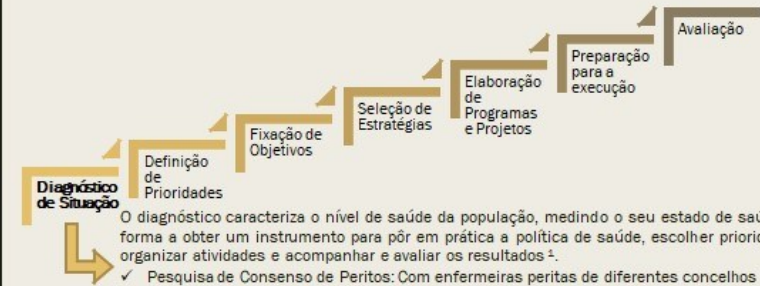 Diagnóstico
de Situação
Definição
de
Prioridades
Fixação de
Objetivos
Seleção de
Estratégias
Elaboração
de
Programas
e Projetos
Preparação
para a
execução
Avaliação
O diagnóstico caracteriza o nível de saúde da população, medindo o seu estado de
forma a obter um instrumento para pôr em prática a política de saúde, escolher
organizar atividades e acompanhar e avaliar os resultados ¹.
✓ Pesquisa de Consenso de Peritos: Com enfermeiras peritas de diferentes concelhos